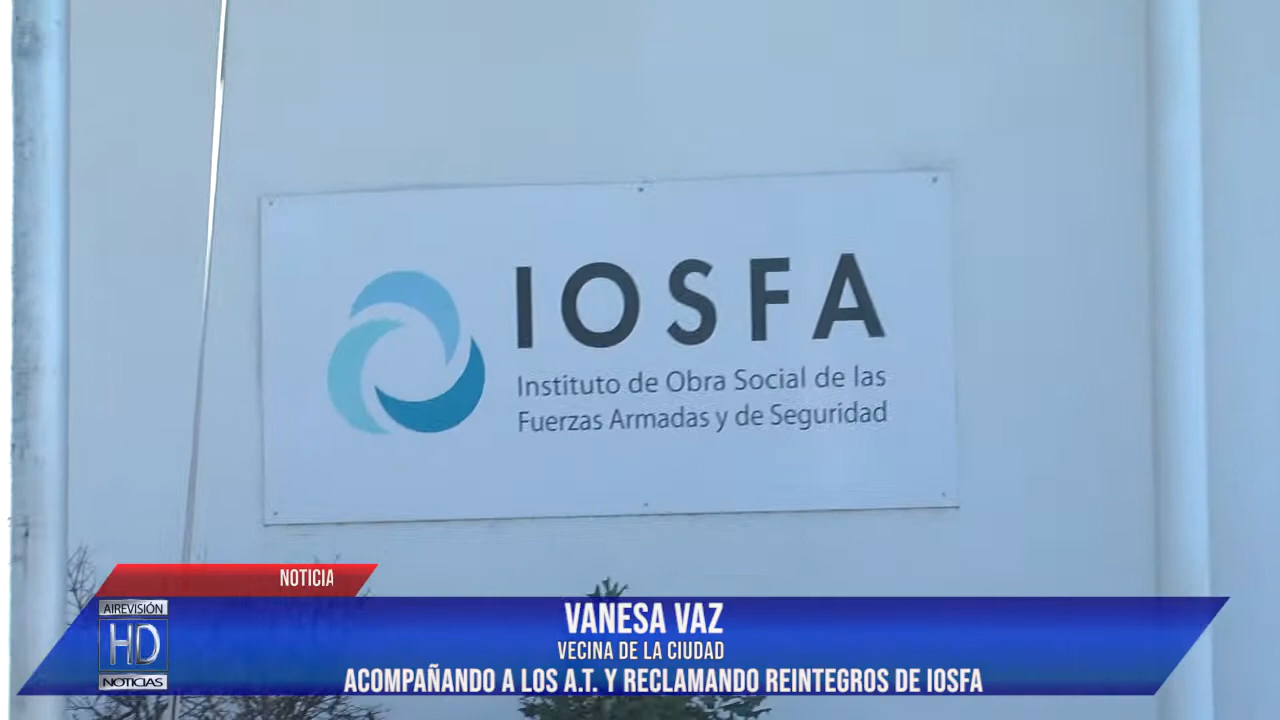 IOSFA
Instituto de Obra Social de las
Fuerzas Armadas y de Seguridad
NOTICIA
AIREVISIÓN
HD
NOTICIAS
VANESA VAZ
VECINA DE LA CIUDAD
ACOMPAÑANDO A LOS A.T. Y RECLAMANDO REINTEGROS DE IOSFA